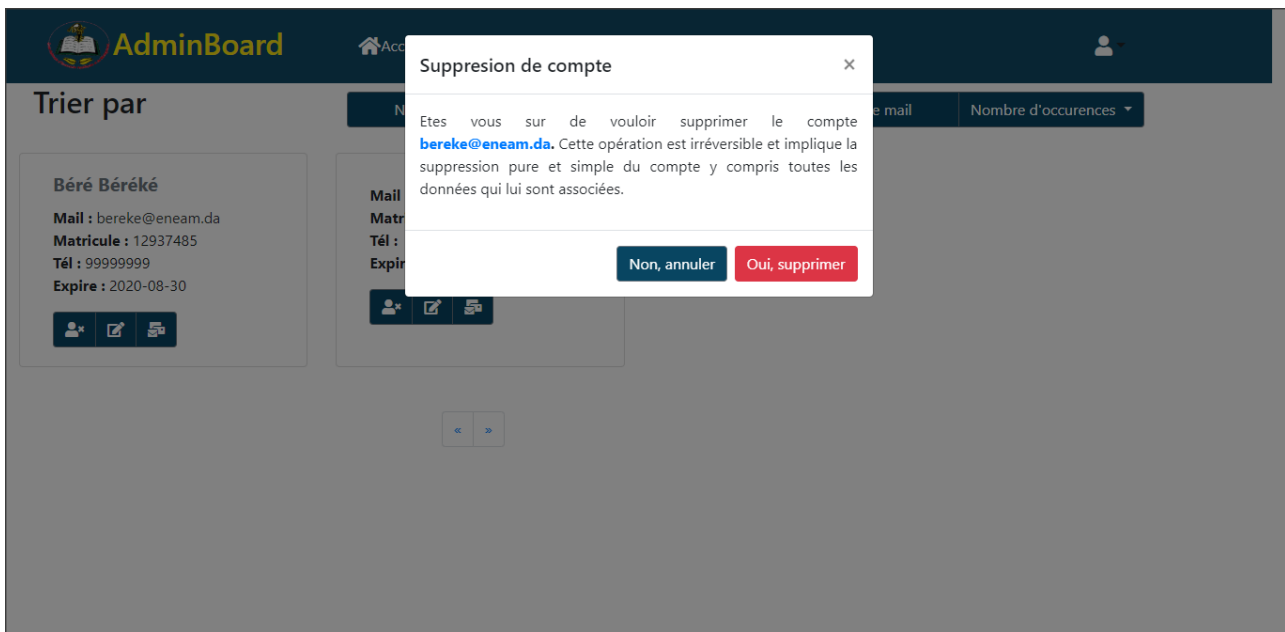 AdminBoard
Suppresion de compte ×
Trier par
mail
Nombre d'occurences
Etes vous sur de vouloir supprimer le compte
bereke@eneam.da. Cette opération est irréversible et implique la
suppression pure et simple du compte y compris toutes les
données qui lui sont associées.
Non, annuler
Oui, supprimer
Béré Béréké
Mail : bereke@eneam.da
Matricule : 12937485
Tél : 99999999
Expire : 2020-08-30
Mail
Tél :
« »